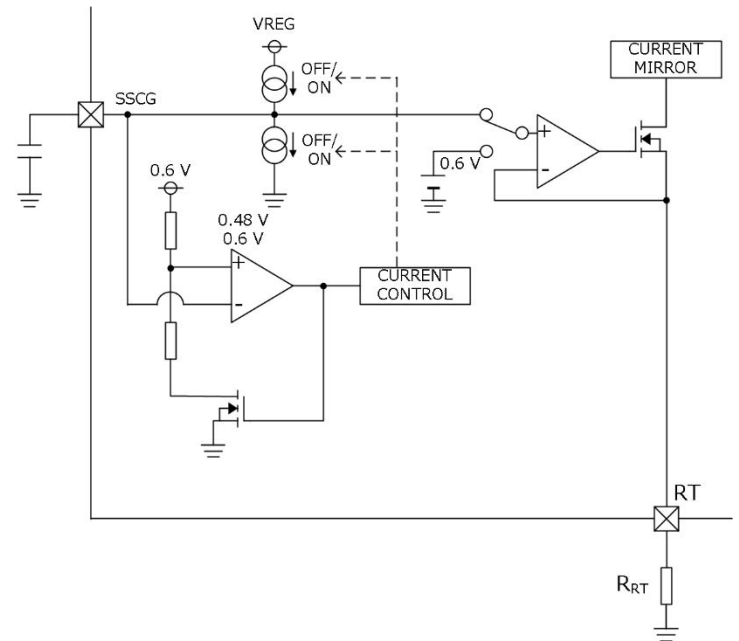 VREG
CURRENT
MIRROR
OFF/
ON
SSCG
OFF/
ON
0.6 V
0.6 V
0.48 V
0.6 V
+
-
+
-
CURRENT
CONTROL
RT
RRT